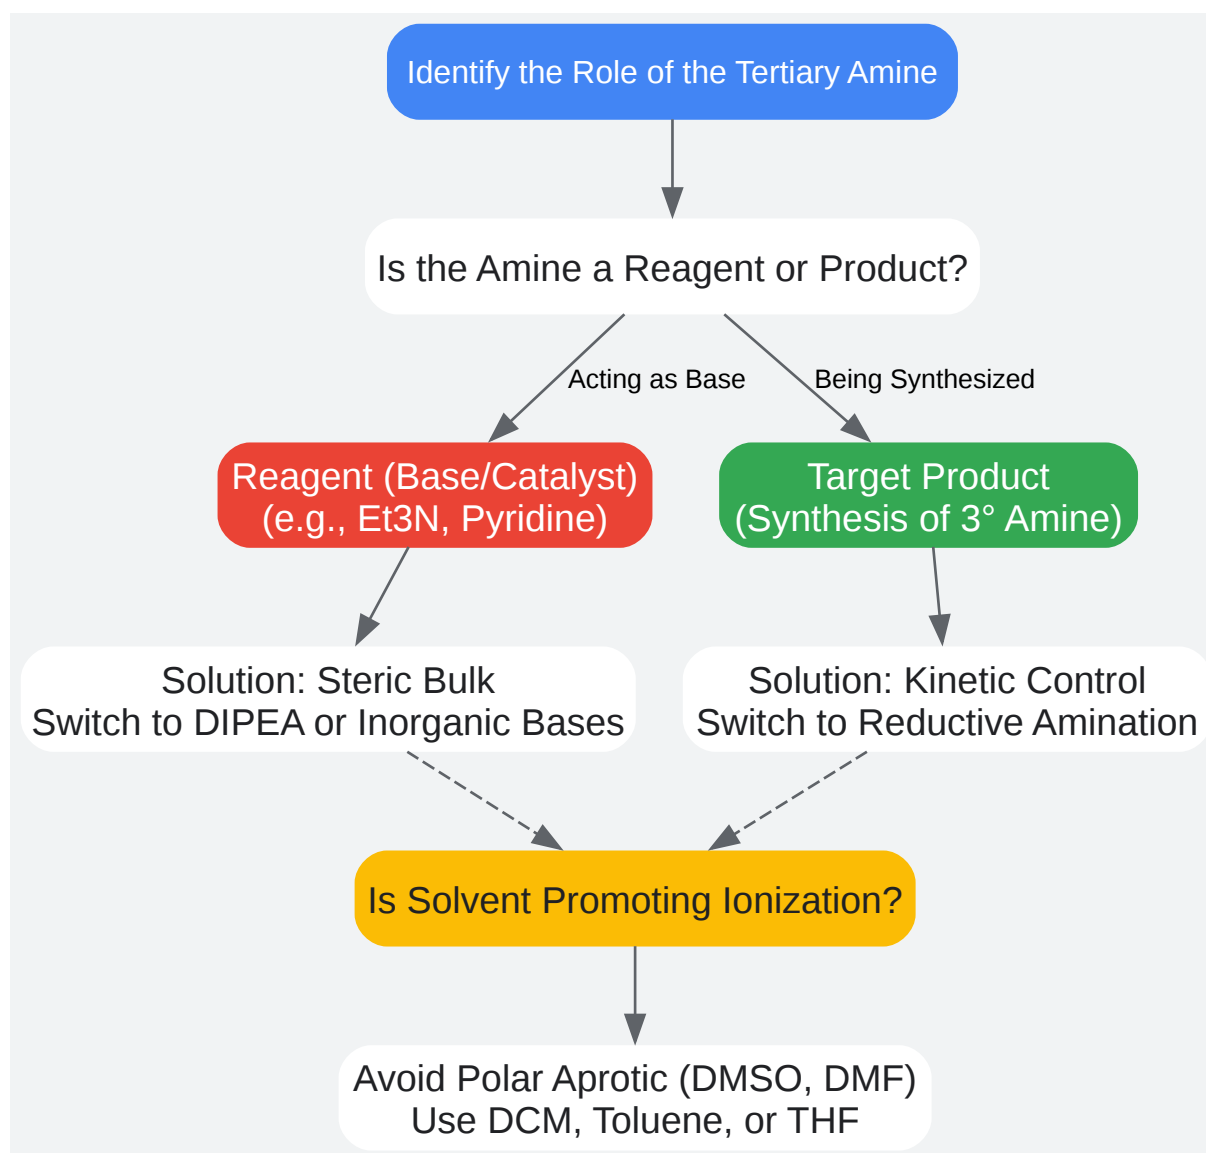 Identify the Role of the Tertiary Amine
Is the Amine a Reagent or Product?
Acting as Base
Being Synthesized
Reagent (Base/Catalyst)
(e.g., Et3N, Pyridine)
Target Product
(Synthesis of 3° Amine)
Solution: Steric Bulk
Switch to DIPEA or Inorganic Bases
Solution: Kinetic Control
Switch to Reductive Amination
Is Solvent Promoting Ionization?
Avoid Polar Aprotic (DMSO, DMF)
Use DCM, Toluene, or THF